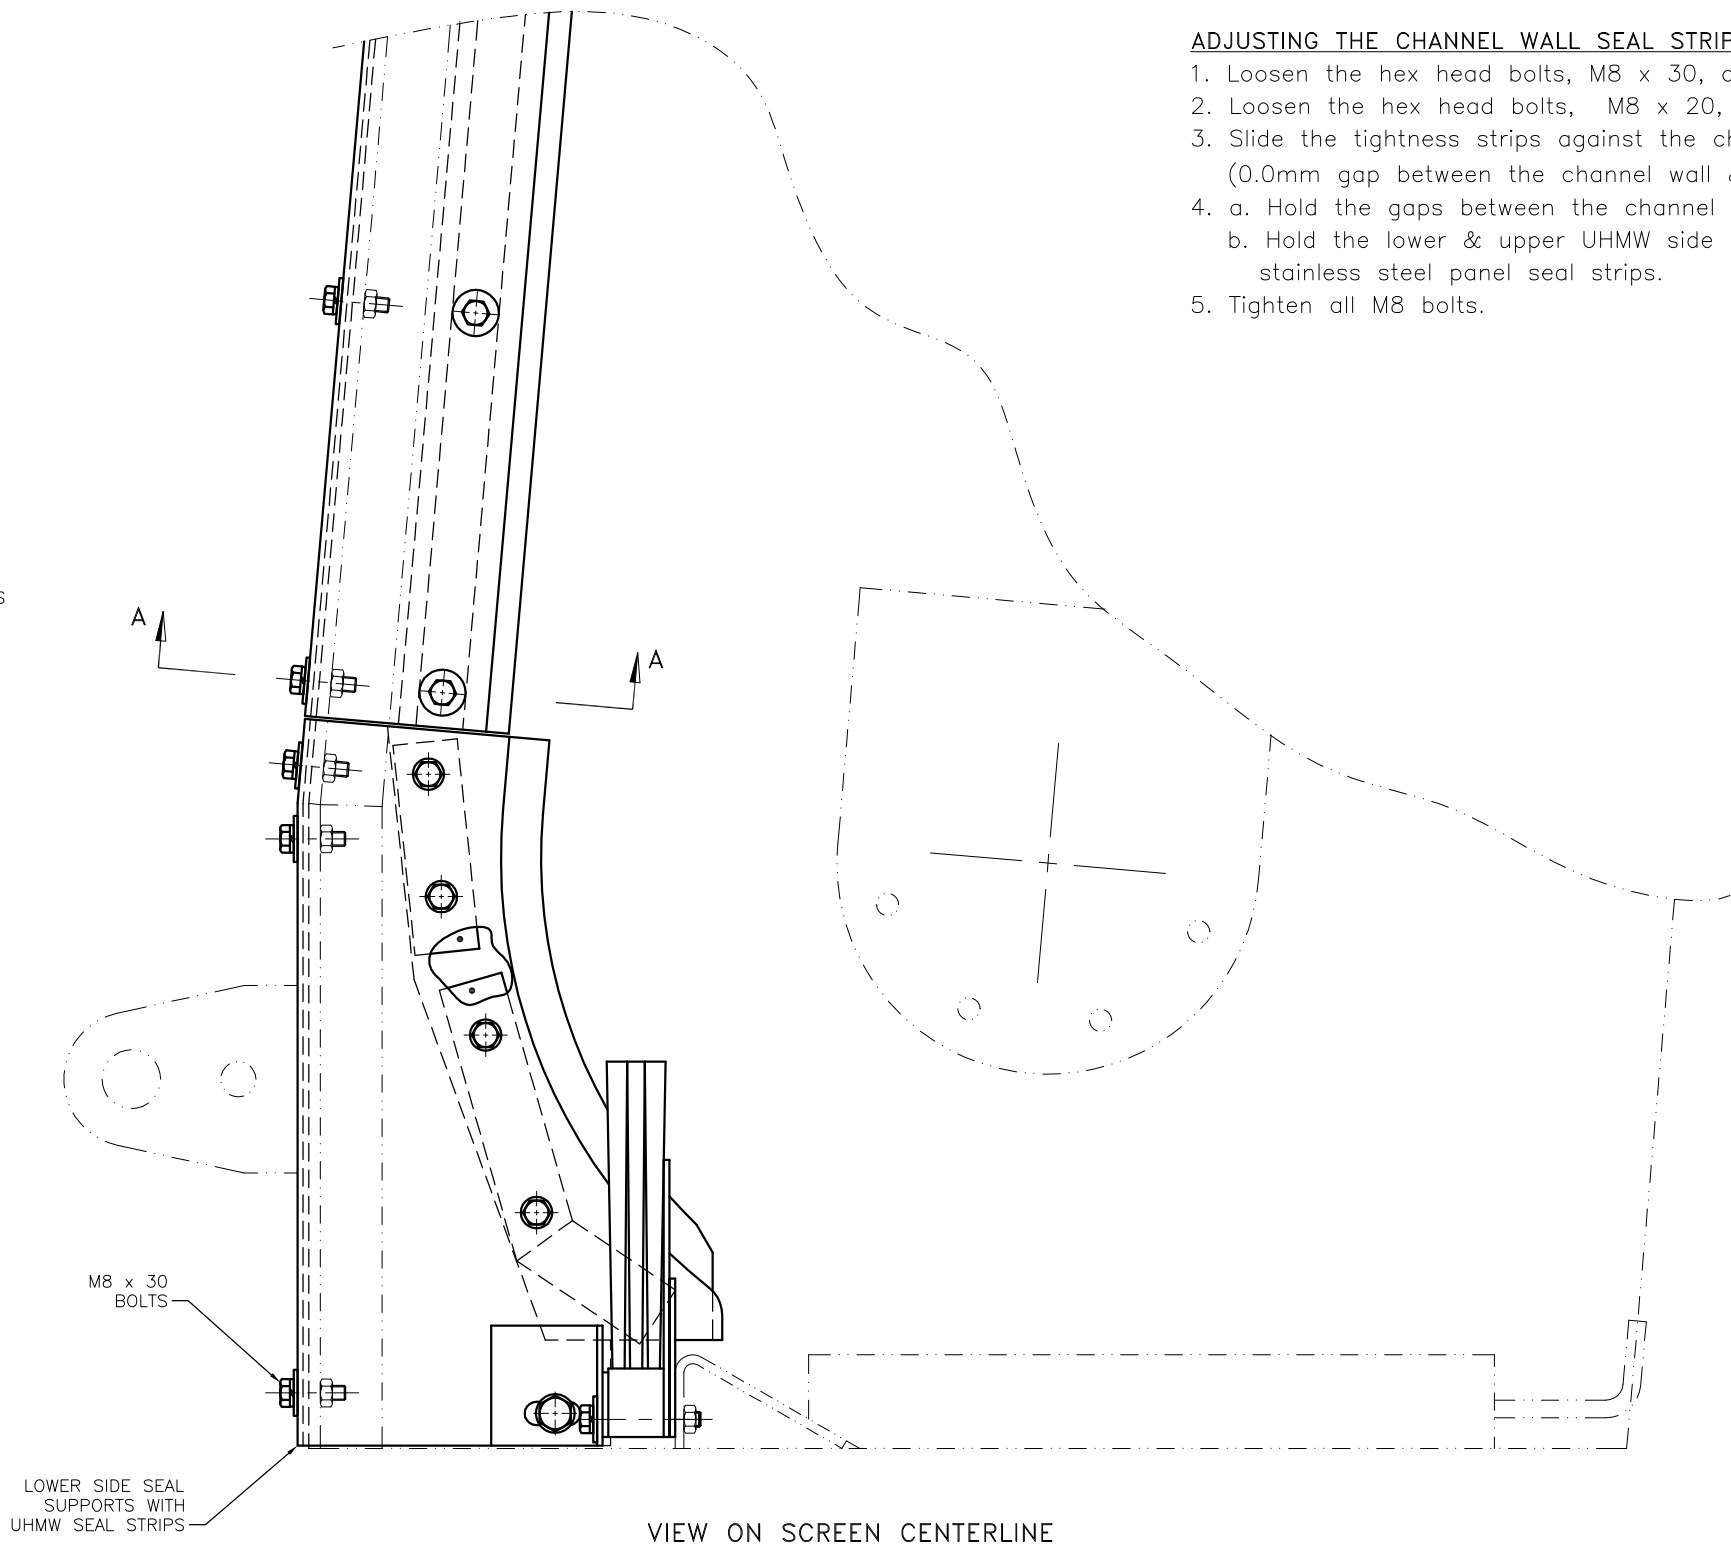 ADJUSTING THE CHANNEL WALL SEAL STRIP
1. Loosen the hex head bolts, M8 x 30,
2. Loosen the hex head bolts, M8 x 20,
3. Slide the tightness strips against the
(0.0mm gap between the channel wall
4. a. Hold the gaps between the channel
b. Hold the lower & upper UHMW side
stainless steel panel seal strips.
5. Tighten all M8 bolts.
S
A
A
M8 x 30
BOLTS
LOWER SIDE SEAL
SUPPORTS WITH
UHMW SEAL STRIPS
VIEW ON SCREEN CENTERLINE